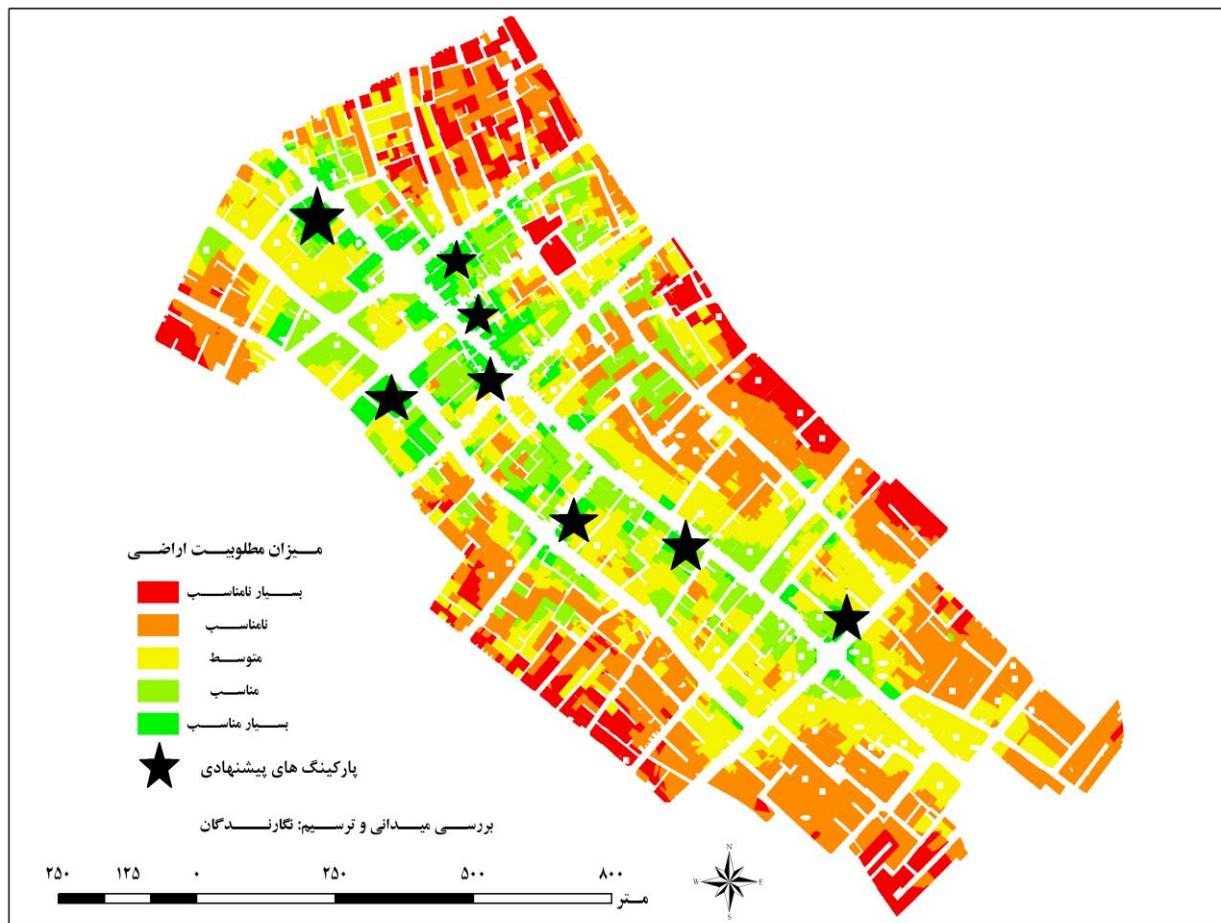 میزان مطلوبیت اراضی
بسیار نامناسب
نامناسب
متوسط
مناسب
بسیار مناسب
پارکینگ های پیشنهادی
بررسی میدانی و ترسیم: نگارندگان
۲۵۰ ۱۲۵ ۰ ۲۵۰ ۵۰۰ ۸۰۰
متر
N
W E
S